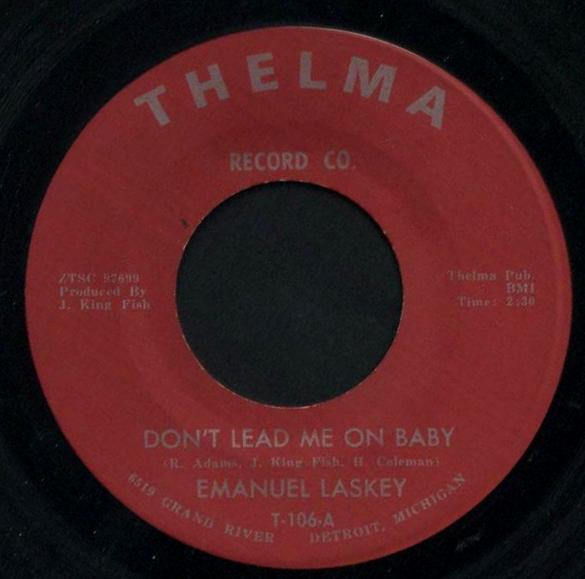 THELMA
RECORD CO.
ZTSC 97699
Produced By
J. King Fish
Thelma Pub.
BMI
Time: 2:30
DON'T LEAD ME ON BABY
(R. Adams, J. King Fish, H. Coleman)
EMANUEL LASKEY
T-106-A
6519 GRAND RIVER DETROIT, MICHIGAN